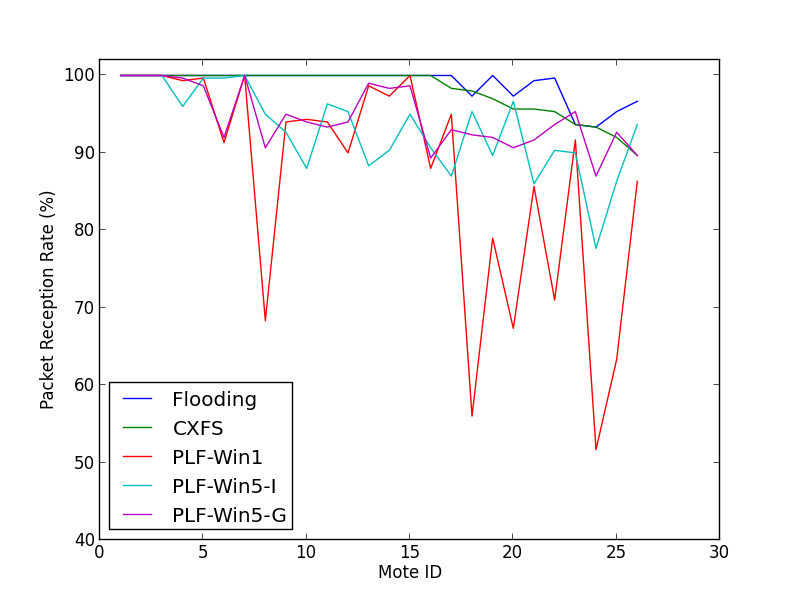 100
90
80
70
60
50
40
0
5
10
15
20
25
30
Packet Reception Rate (%)
Mote ID
Flooding
CXFS
PLF-Win1
PLF-Win5-I
PLF-Win5-G